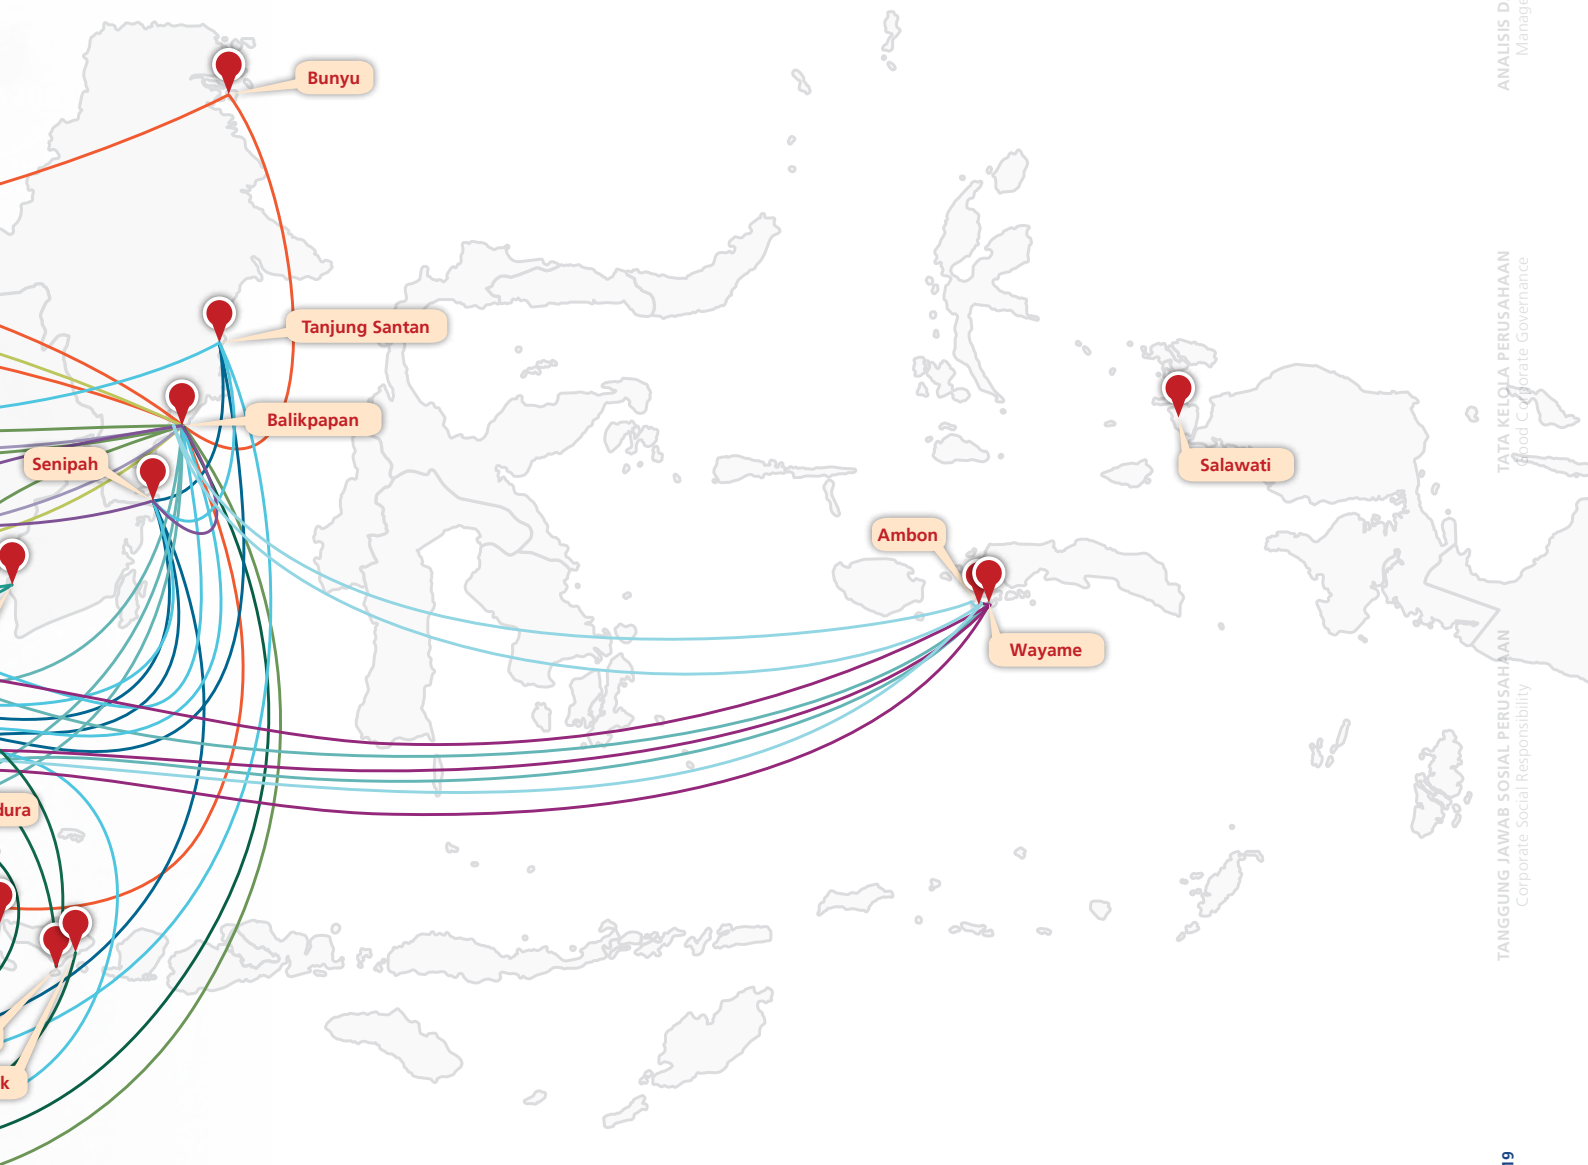 Bunyu
Tanjung Santan
Balikpapan
Senipah
Salawati
Ambon
Wayame
dura
k
ANALISIS D
Manage
TATA KELOLA PERUSAHAAN
Good Corporate Governance
TANGGUNG JAWAB SOSIAL PERUSAHAAN
Corporate Social Responsibility
19